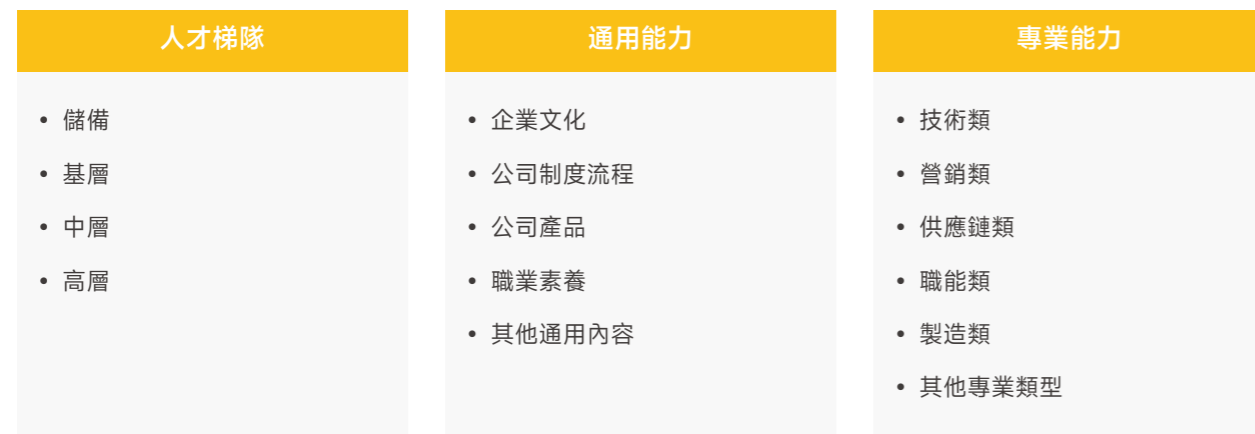 人才梯隊
• 儲備
• 基層
• 中層
• 高層
通用能力
• 企業文化
• 公司制度流程
• 公司產品
• 職業素養
• 其他通用內容
專業能力
• 技術類
• 營銷類
• 供應鏈類
• 職能類
• 製造類
• 其他專業類型